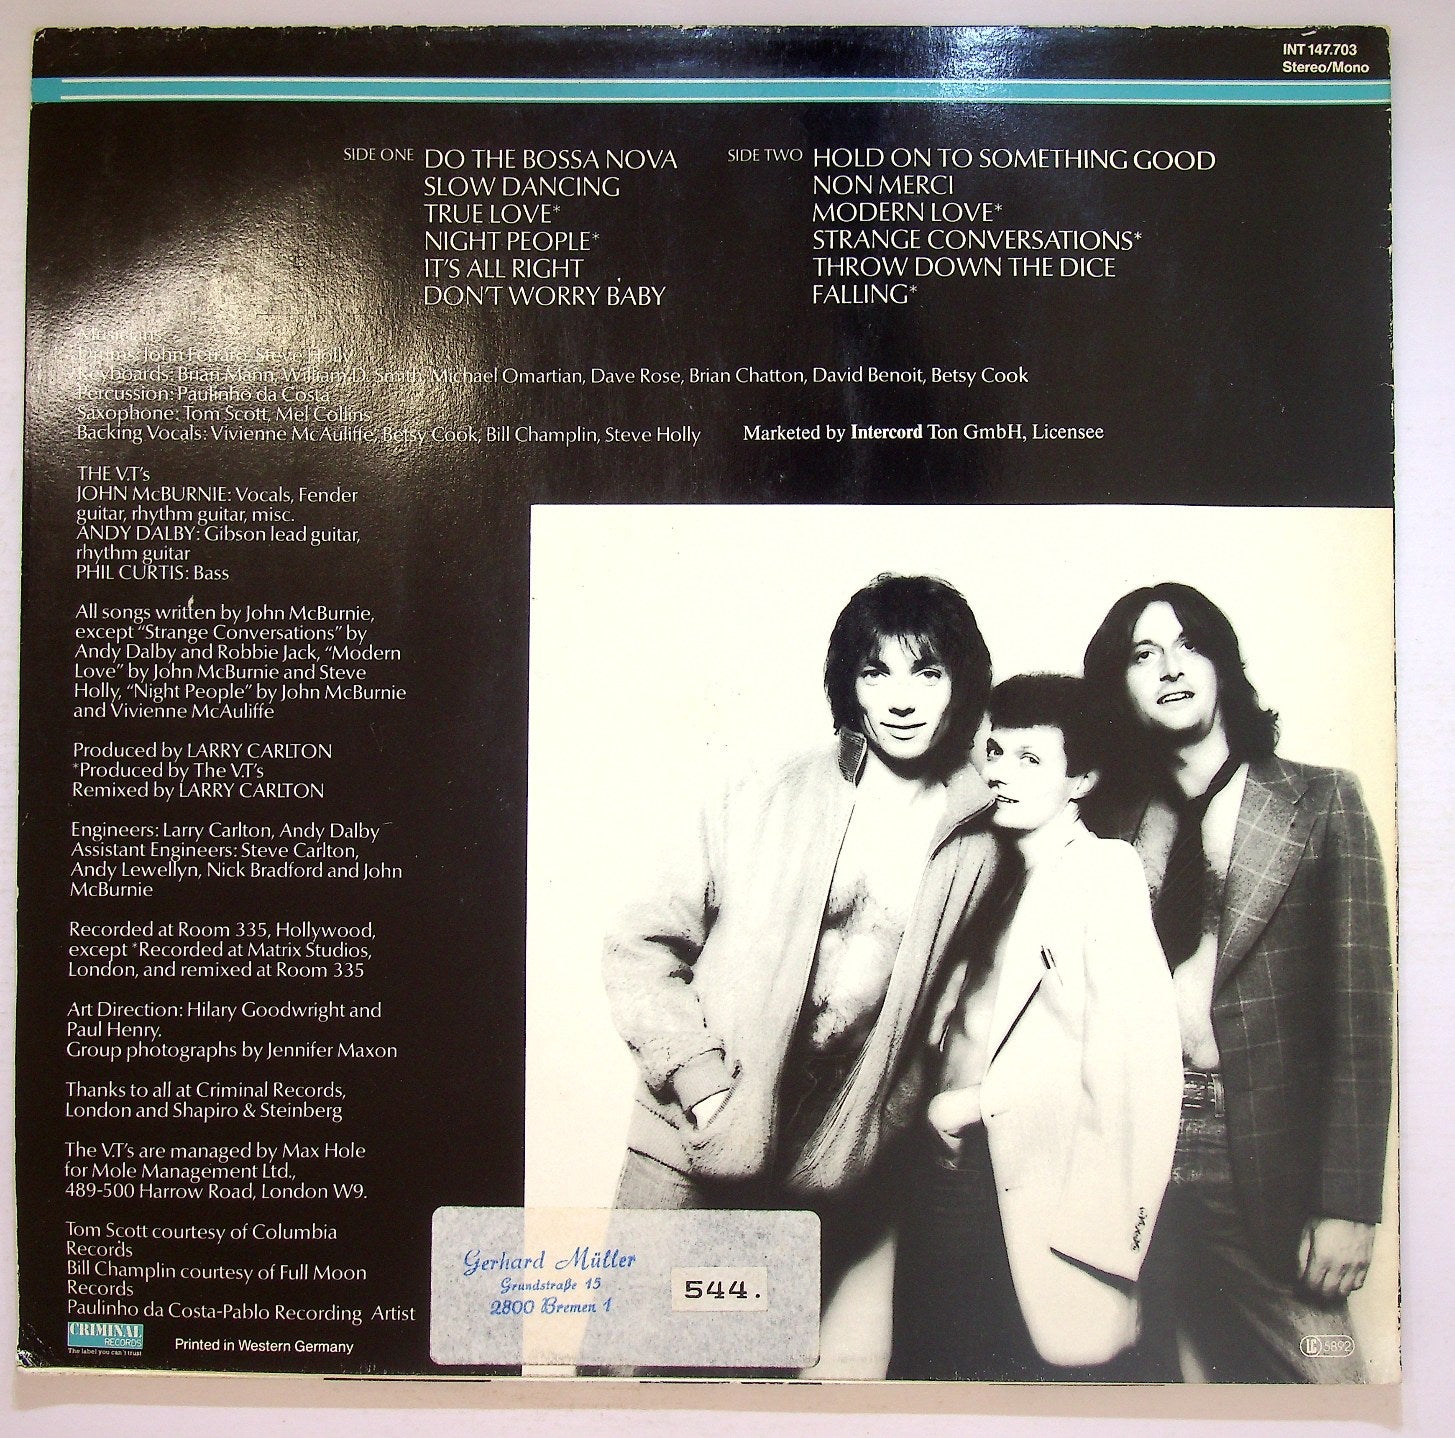 INT 147.703
Stereo/Mono
SIDE ONE DO THE BOSSA NOVA
SLOW DANCING
TRUE LOVE*
NIGHT PEOPLE*
IT'S ALL RIGHT
DON'T WORRY BABY
SIDE TWO HOLD ON TO SOMETHING GOOD
NON MERCI
MODERN LOVE*
STRANGE CONVERSATIONS*
THROW DOWN THE DICE
FALLING*
Musicians
Drums: John Ferraro, Steve Holly
Keyboards: Brian Mann, William D. Smith, Michael Omartian, Dave Rose, Brian Chatton, David Benoit, Betsy Cook
Percussion: Paulinho da Costa
Saxophone: Tom Scott, Mel Collins
Backing Vocals: Vivienne McAuliffe, Betsy Cook, Bill Champlin, Steve Holly
Marketed by Intercord Ton GmbH, Licensee
THE V.T's
JOHN McBURNIE: Vocals, Fender
guitar, rhythm guitar, misc.
ANDY DALBY: Gibson lead guitar,
rhythm guitar
PHIL CURTIS: Bass
All songs written by John McBurnie,
except "Strange Conversations" by
Andy Dalby and Robbie Jack, "Modern
Love" by John McBurnie and Steve
Holly, "Night People" by John McBurnie
and Vivienne McAuliffe
Produced by LARRY CARLTON
*Produced by The V.T's
Remixed by LARRY CARLTON
Engineers: Larry Carlton, Andy Dalby
Assistant Engineers: Steve Carlton,
Andy Lewellyn, Nick Bradford and John
McBurnie
Recorded at Room 335, Hollywood,
except *Recorded at Matrix Studios,
London, and remixed at Room 335
Art Direction: Hilary Goodwright and
Paul Henry.
Group photographs by Jennifer Maxon
Thanks to all at Criminal Records,
London and Shapiro & Steinberg
The V.T's are managed by Max Hole
for Mole Management Ltd.,
489-500 Harrow Road, London W9.
Tom Scott courtesy of Columbia
Records
Bill Champlin courtesy of Full Moon
Records
Paulinho da Costa-Pablo Recording Artist
CRIMINAL
RECORDS
The label you can't trust
Printed in Western Germany
Gerhard Müller
Grundstraße 15
2800 Bremen 1
544.
LC 5892